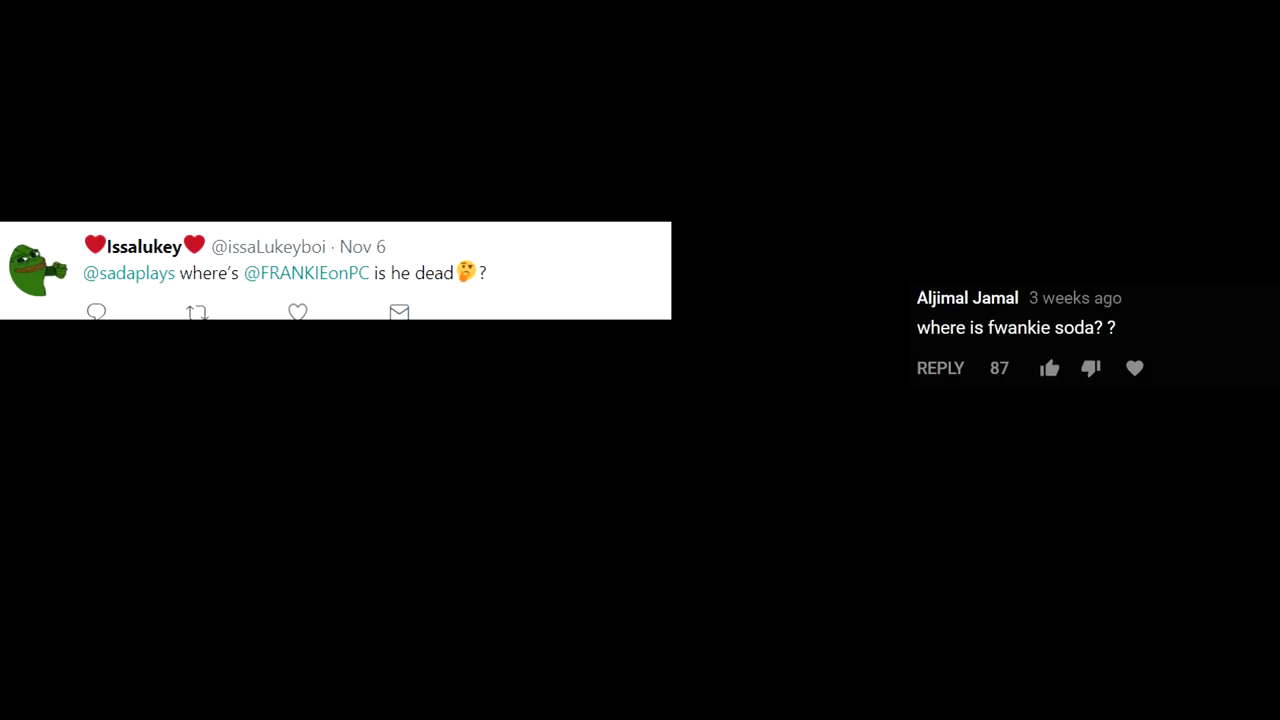 ❤️Issalukey❤️ @issaLukeyboi · Nov 6
@sadaplays where's @FRANKIEonPC is he dead🤔?
Aljimal Jamal 3 weeks ago
where is fwankie soda? ?
REPLY 87